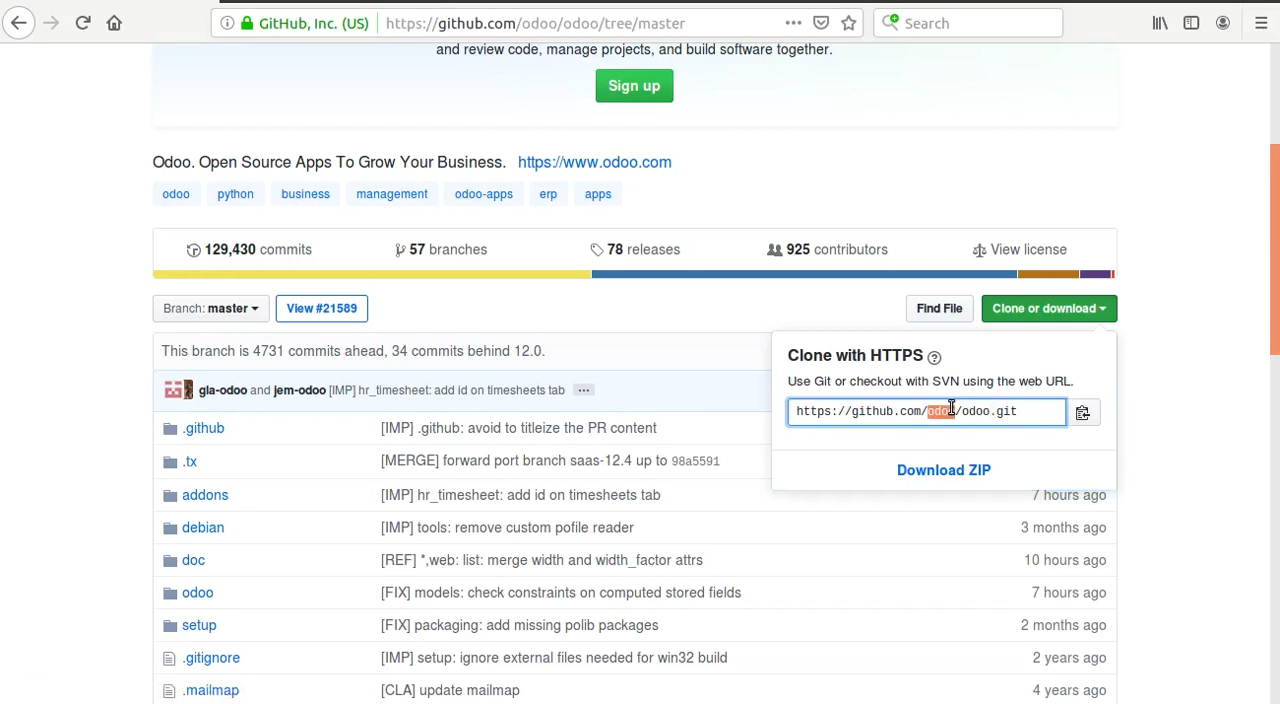 GitHub, Inc. (US) https://github.com/odoo/odoo/tree/master Search
and review code, manage projects, and build software together.
Sign up
Odoo. Open Source Apps To Grow Your Business. https://www.odoo.com
odoo python business management odoo-apps erp apps
129,430 commits 57 branches 78 releases 925 contributors View license
Branch: master View #21589 Find File Clone or download
This branch is 4731 commits ahead, 34 commits behind 12.0.
Clone with HTTPS
Use Git or checkout with SVN using the web URL.
https://github.com/odoo/odoo.git
Download ZIP
gla-odoo and jem-odoo [IMP] hr_timesheet: add id on timesheets tab
.github [IMP] .github: avoid to titleize the PR content
.tx [MERGE] forward port branch saas-12.4 up to 98a5591
addons [IMP] hr_timesheet: add id on timesheets tab 7 hours ago
debian [IMP] tools: remove custom pofile reader 3 months ago
doc [REF] *,web: list: merge width and width_factor attrs 10 hours ago
odoo [FIX] models: check constraints on computed stored fields 7 hours ago
setup [FIX] packaging: add missing polib packages 2 months ago
.gitignore [IMP] setup: ignore external files needed for win32 build 2 years ago
.mailmap [CLA] update mailmap 4 years ago